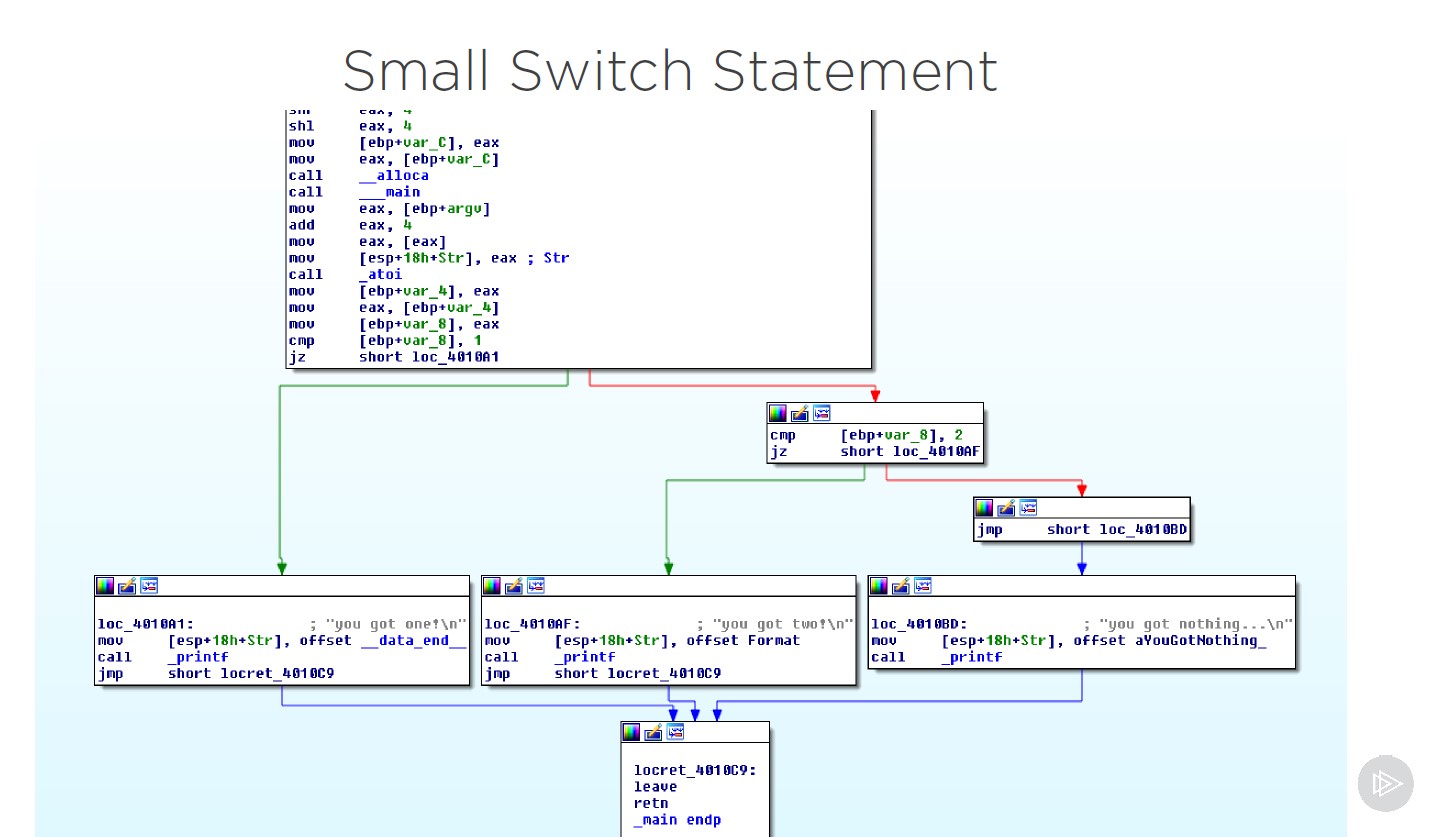 Small Switch Statement
shl eax, 4
mov [ebp+var_C], eax
mov eax, [ebp+var_C]
call __alloca
call ___main
mov eax, [ebp+argv]
add eax, 4
mov eax, [eax]
mov [esp+18h+Str], eax ; Str
call _atoi
mov [ebp+var_4], eax
mov eax, [ebp+var_4]
mov [ebp+var_8], eax
cmp [ebp+var_8], 1
jz short loc_4010A1
cmp [ebp+var_8], 2
jz short loc_4010AF
jmp short loc_4010BD
loc_4010A1: ; "you got one!\n"
mov [esp+18h+Str], offset __data_end__
call _printf
jmp short locret_4010C9
loc_4010AF: ; "you got two!\n"
mov [esp+18h+Str], offset Format
call _printf
jmp short locret_4010C9
loc_4010BD: ; "you got nothing...\n"
mov [esp+18h+Str], offset aYouGotNothing_
call _printf
locret_4010C9:
leave
retn
_main endp